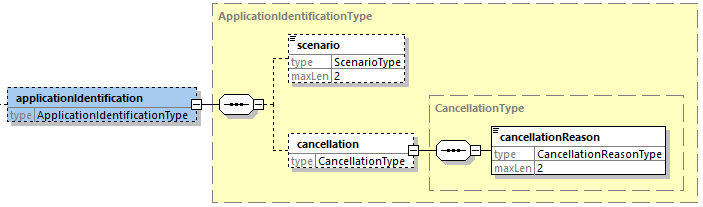 ApplicationIdentificationType
scenario
type ScenarioType
maxLen 2
applicationIdentification
type ApplicationIdentificationType
CancellationType
cancellation
type CancellationType
cancellationReason
type CancellationReasonType
maxLen 2